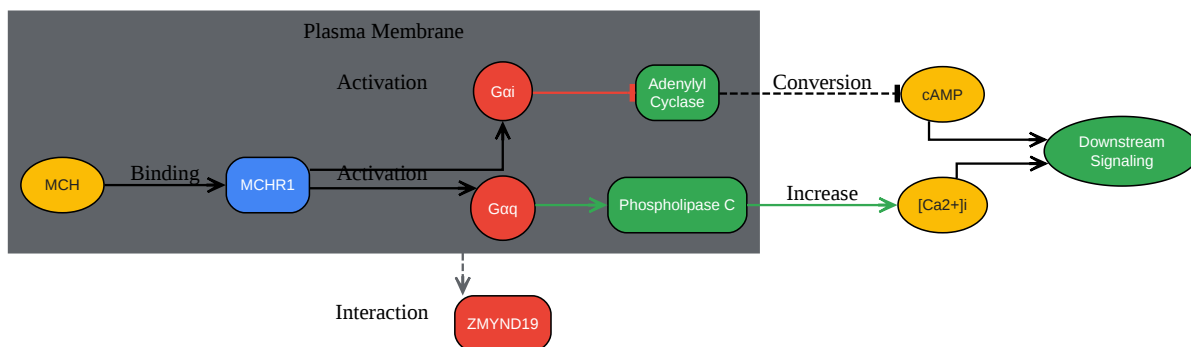 Plasma Membrane
Activation
Gαi
Adenylyl
Cyclase
Conversion
cAMP
Downstream
Signaling
MCH
Binding
MCHR1
Activation
Gαq
Phospholipase C
Increase
[Ca2+]i
Interaction
ZMYND19